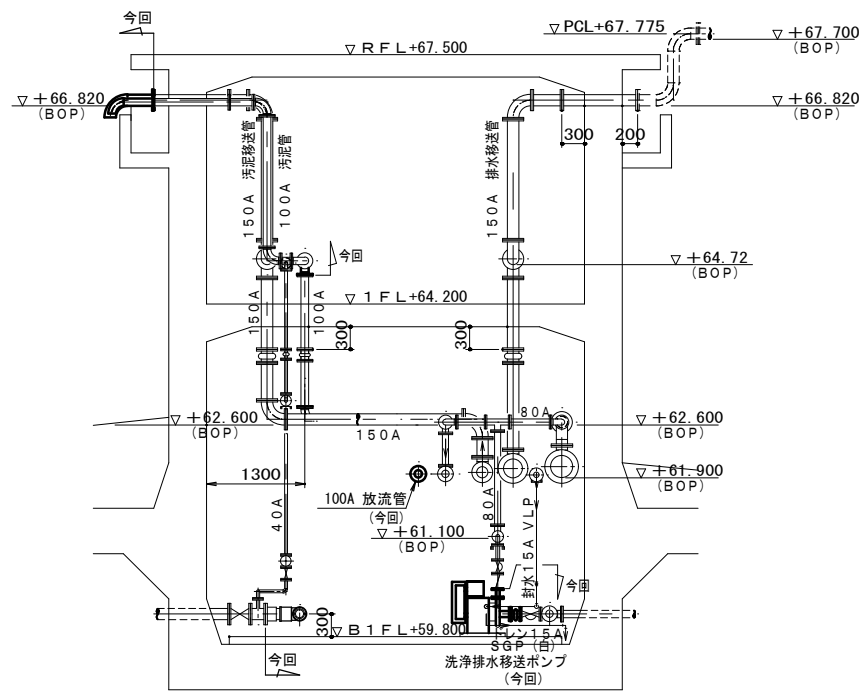 今回
▽ＰＣＬ+67.775
▽＋67.700
(ＢＯＰ)
▽ＲＦＬ+67.500
▽＋66.820
(ＢＯＰ)
▽＋66.820
(ＢＯＰ)
300
200
150A 汚泥移送管
100A 汚泥管
150A 排水移送管
今回
▽＋64.72
(ＢＯＰ)
▽１ＦＬ+64.200
150A
100A
300
300
▽＋62.600
(ＢＯＰ)
150A
80A
▽＋62.600
(ＢＯＰ)
▽＋61.900
(ＢＯＰ)
1300
100A 放流管
(今回)
40A
80A
封水15A VLP
▽＋61.100
(ＢＯＰ)
今回
300
▽Ｂ１ＦＬ+59.800
レン15A
SGP (白)
洗浄排水移送ポンプ
(今回)
今回